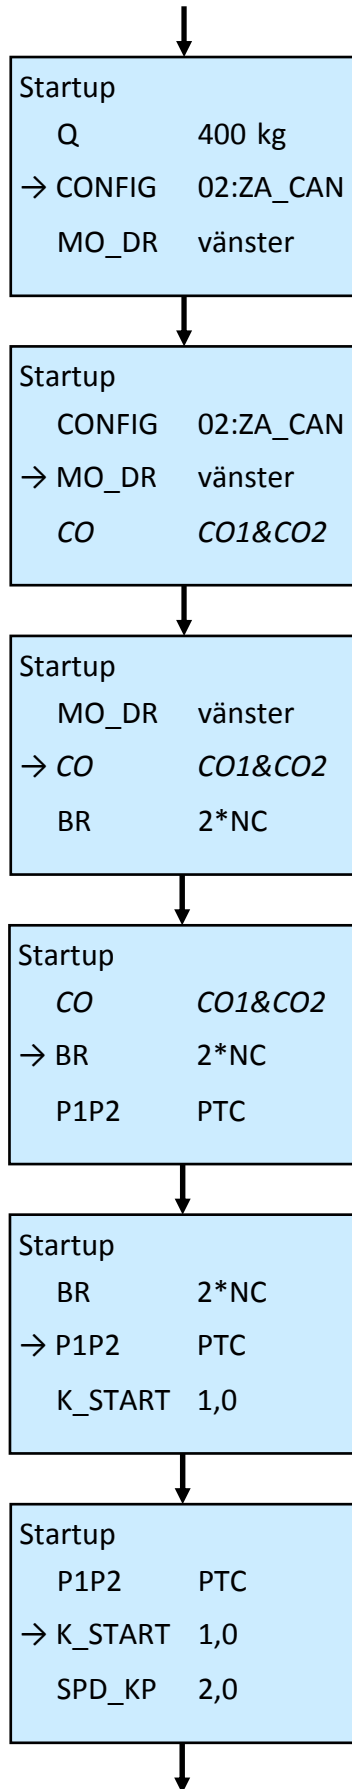 Startup
Q 400 kg
→ CONFIG 02:ZA_CAN
MO_DR vänster
Startup
CONFIG 02:ZA_CAN
→ MO_DR vänster
CO CO1&CO2
Startup
MO_DR vänster
→ CO CO1&CO2
BR 2*NC
Startup
CO CO1&CO2
→ BR 2*NC
P1P2 PTC
Startup
BR 2*NC
→ P1P2 PTC
K_START 1,0
Startup
P1P2 PTC
→ K_START 1,0
SPD_KP 2,0